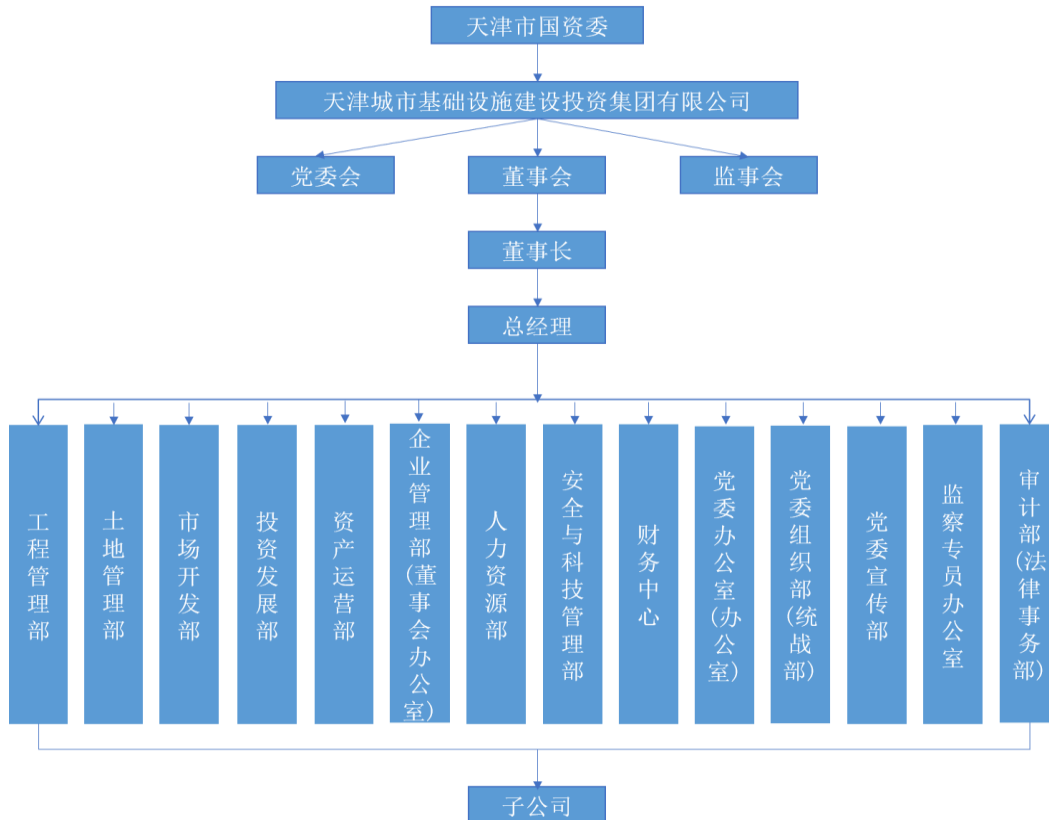 天津市国资委
天津城市基础设施建设投资集团有限公司
党委会
董事会
监事会
董事长
总经理
工程管理部
土地管理部
市场开发部
投资发展部
资产运营部
企业管理部(董事会办公室)
人力资源部
安全与科技管理部
财务中心
党委办公室(办公室)
党委组织部(统战部)
党委宣传部
监察专员办公室
审计部(法律事务部)
子公司